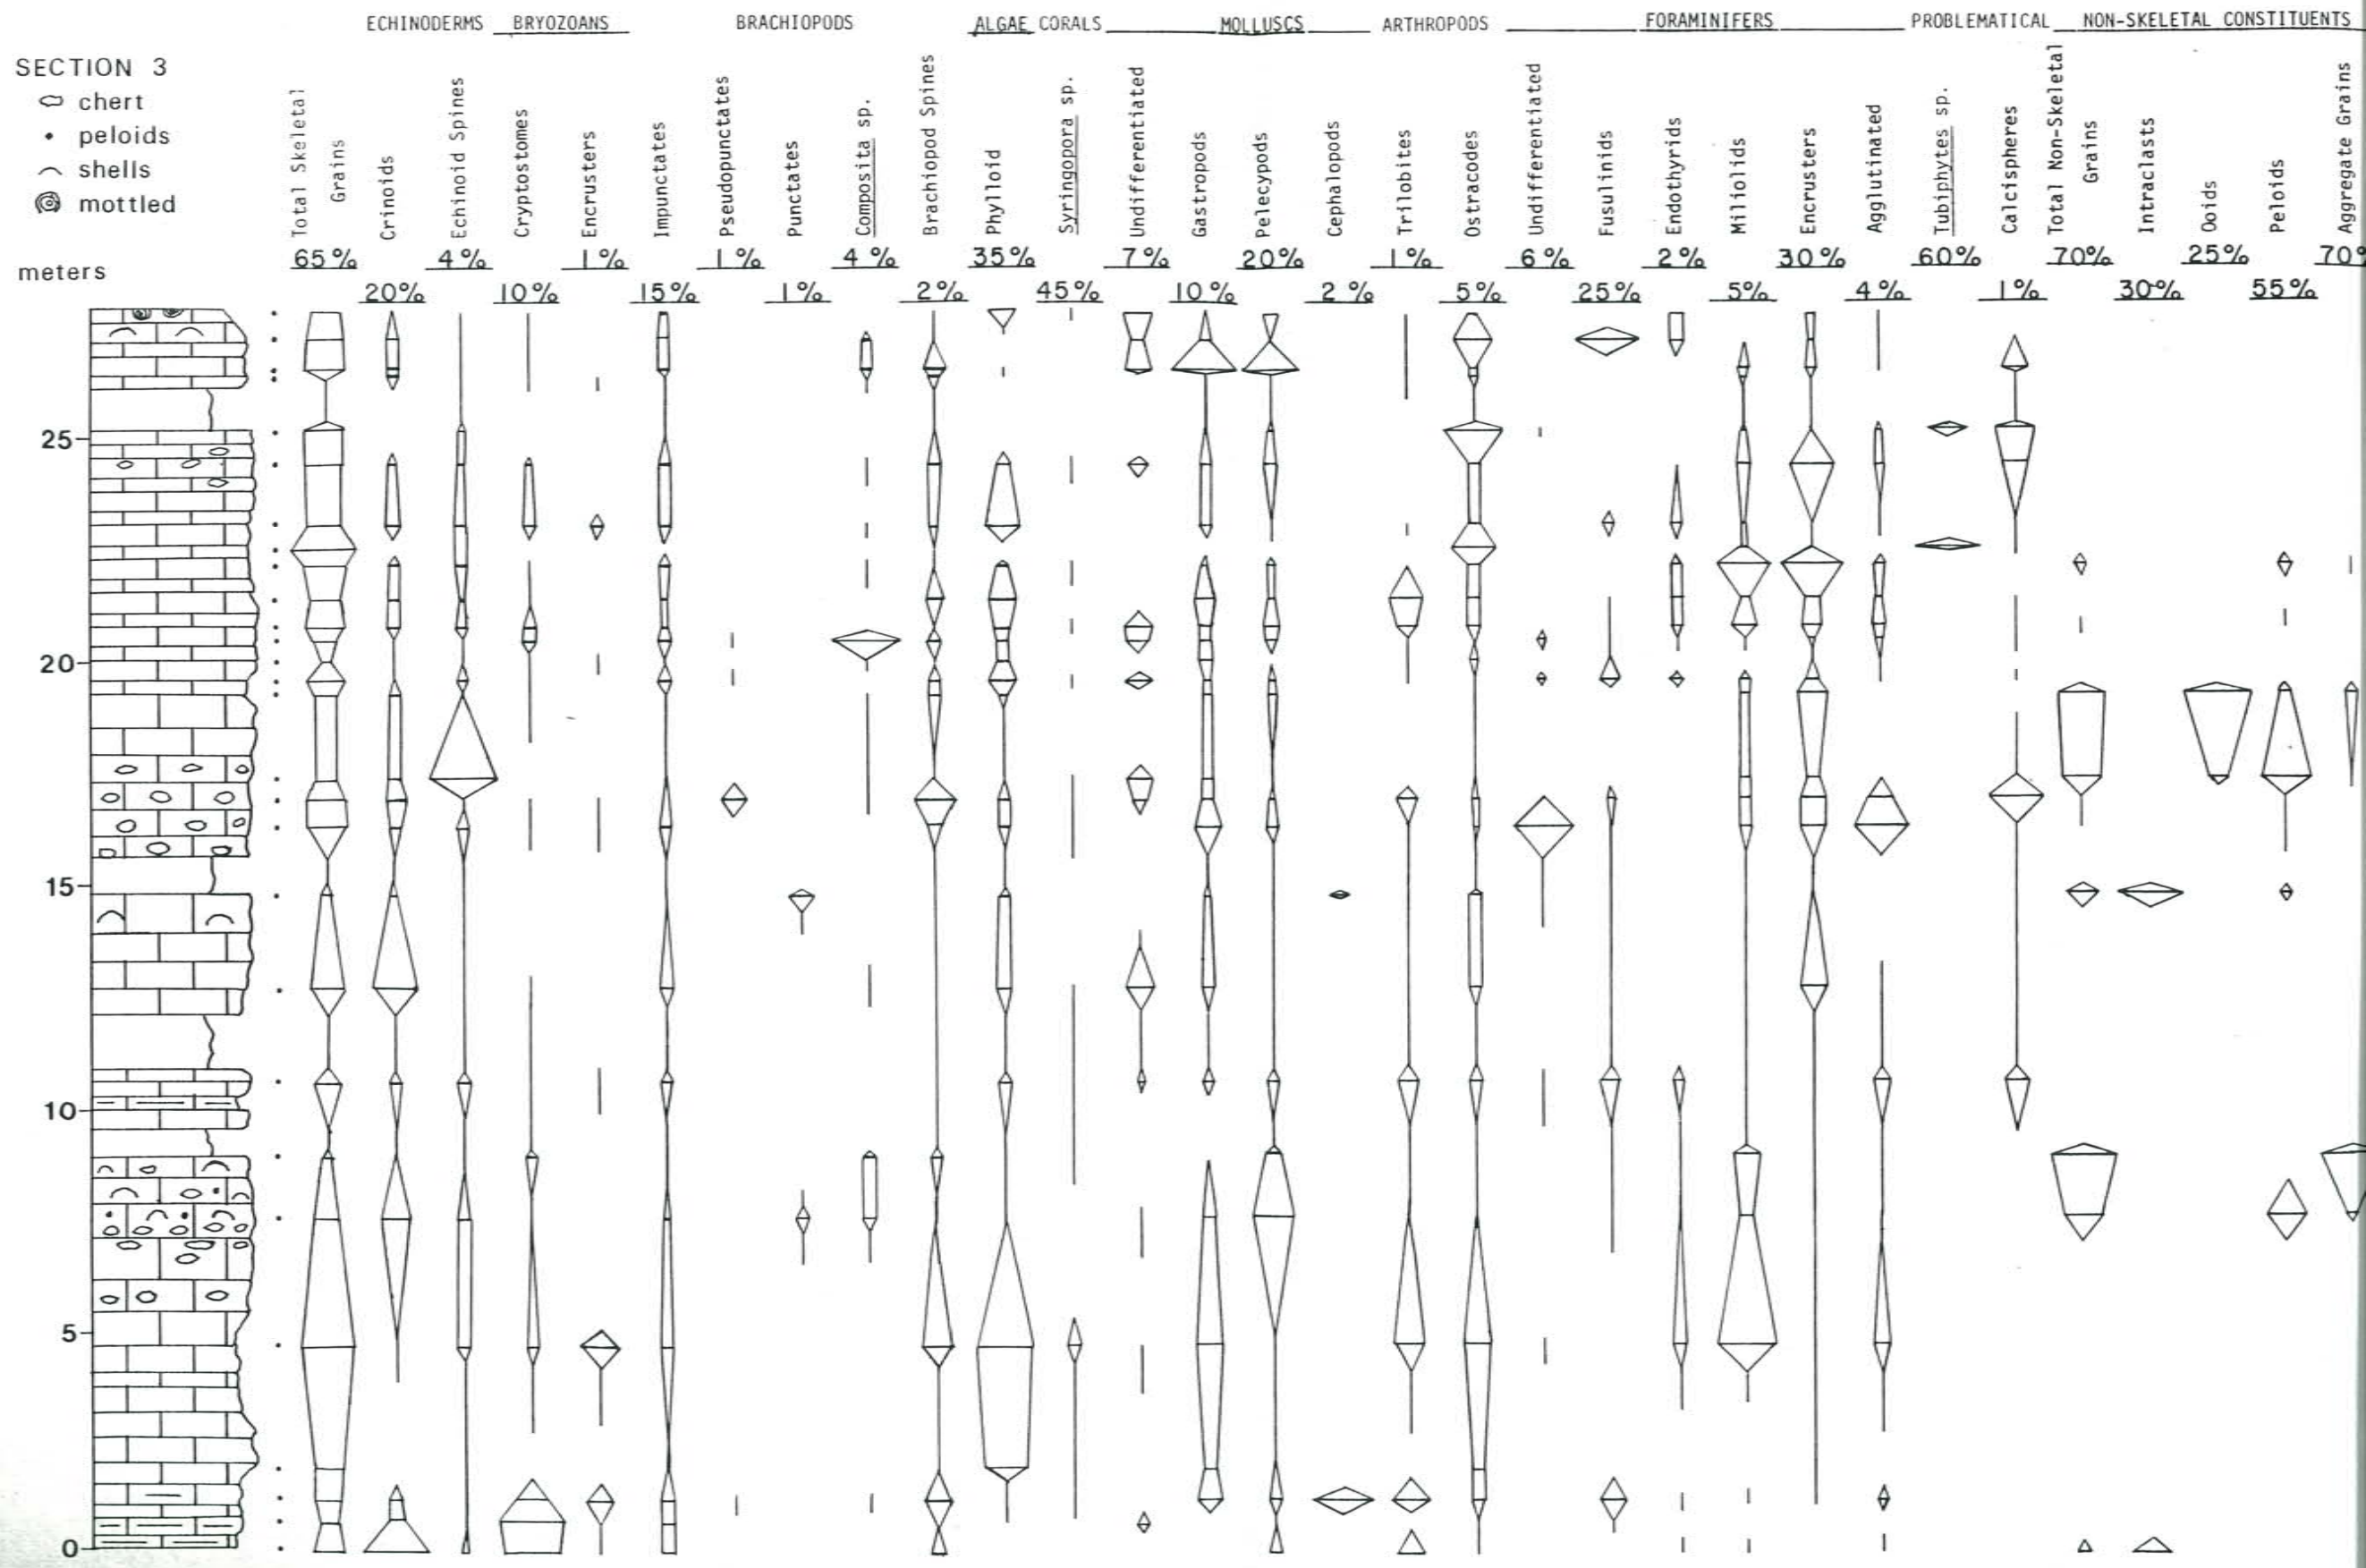 ECHINODERMS BRYOZOANS BRACHIOPODS ALGAE CORALS MOLLUSCS ARTHROPODS FORAMINIFERS PROBLEMATICAL NON-SKELETAL CONSTITUENTS
SECTION 3
chert
peloids
shells
mottled
meters
Total Skeletal
Grains
Crinoids
Echinoid Spines
Cryptostomes
Encrusters
Impunctates
Pseudopunctates
Punctates
Composita sp.
Brachiopod Spines
Phylloid
Syringopora sp.
Undifferentiated
Gastropods
Pelecypods
Cephalopods
Trilobites
Ostracodes
Undifferentiated
Fusulinids
Endothyrids
Miliolids
Encrusters
Agglutinated
Tubiphytes sp.
Calcispheres
Total Non-Skeletal
Grains
Intraclasts
Ooids
Peloids
Aggregate Grains
65% 4% 1% 1% 4% 35% 7% 20% 1% 6% 2% 30% 60% 70% 25% 70%
20% 10% 15% 1% 2% 45% 10% 2% 5% 25% 5% 4% 1% 30% 55%
25
20
15
10
5
0